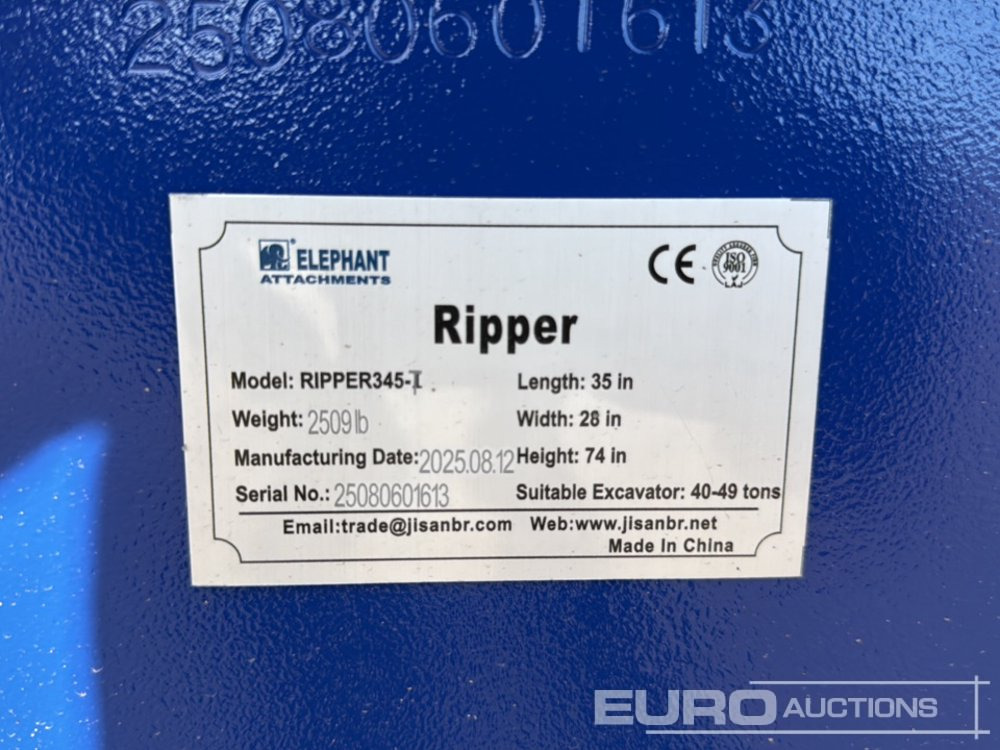 25080601613
ELEPHANT
ATTACHMENTS
CE ISO 9001
Ripper
Model: RIPPER345- Length: 35 in
Weight: 2509 lb Width: 28 in
Manufacturing Date: 2025.08.12 Height: 74 in
Serial No.: 25080601613 Suitable Excavator: 40-49 tons
Email:trade@jisanbr.com Web:www.jisanbr.net
Made In China
EURO AUCTIONS